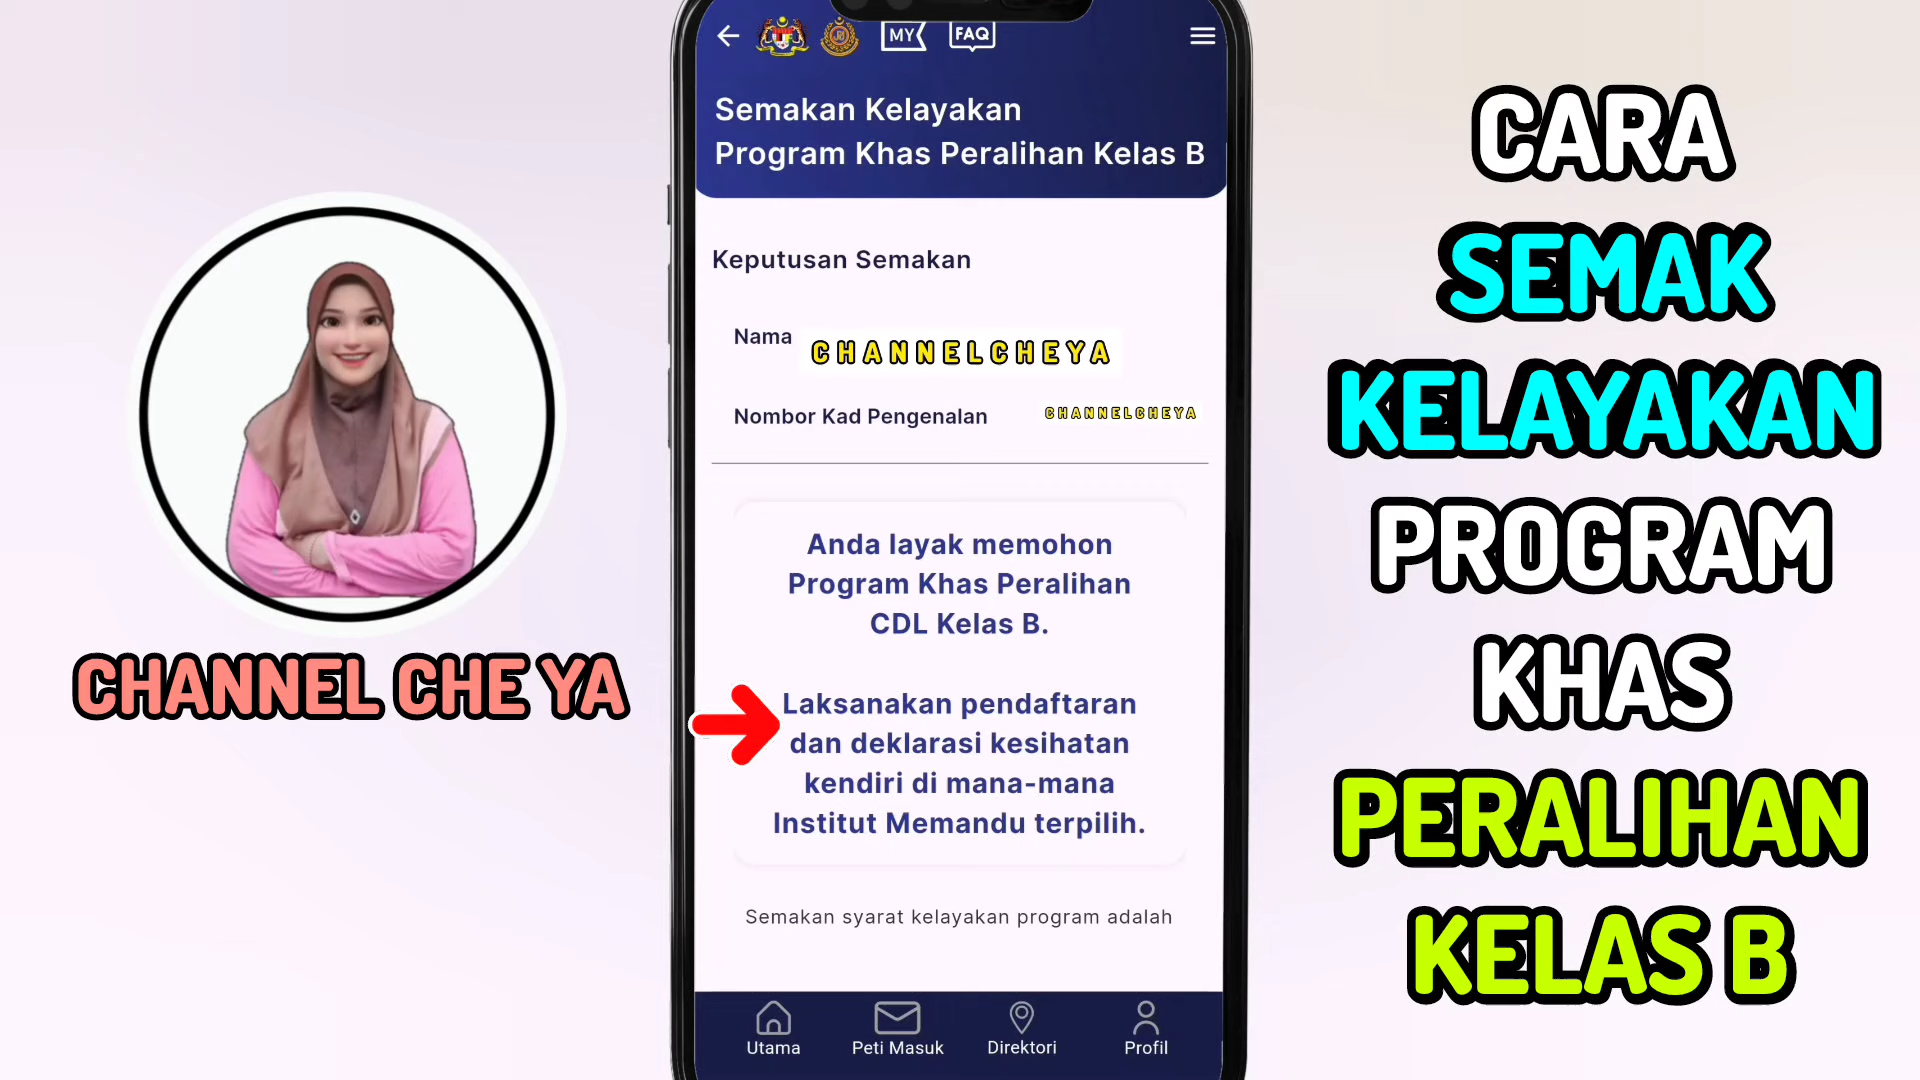 MY
FAQ
Semakan Kelayakan
Program Khas Peralihan Kelas B
Keputusan Semakan
Nama
CHANNELCHEYA
Nombor Kad Pengenalan
CHANNELCHEYA
Anda layak memohon
Program Khas Peralihan
CDL Kelas B.
Laksanakan pendaftaran
dan deklarasi kesihatan
kendiri di mana-mana
Institut Memandu terpilih.
Semakan syarat kelayakan program adalah
Utama
Peti Masuk
Direktori
Profil
CHANNEL CHE YA
CARA
SEMAK
KELAYAKAN
PROGRAM
KHAS
PERALIHAN
KELAS B